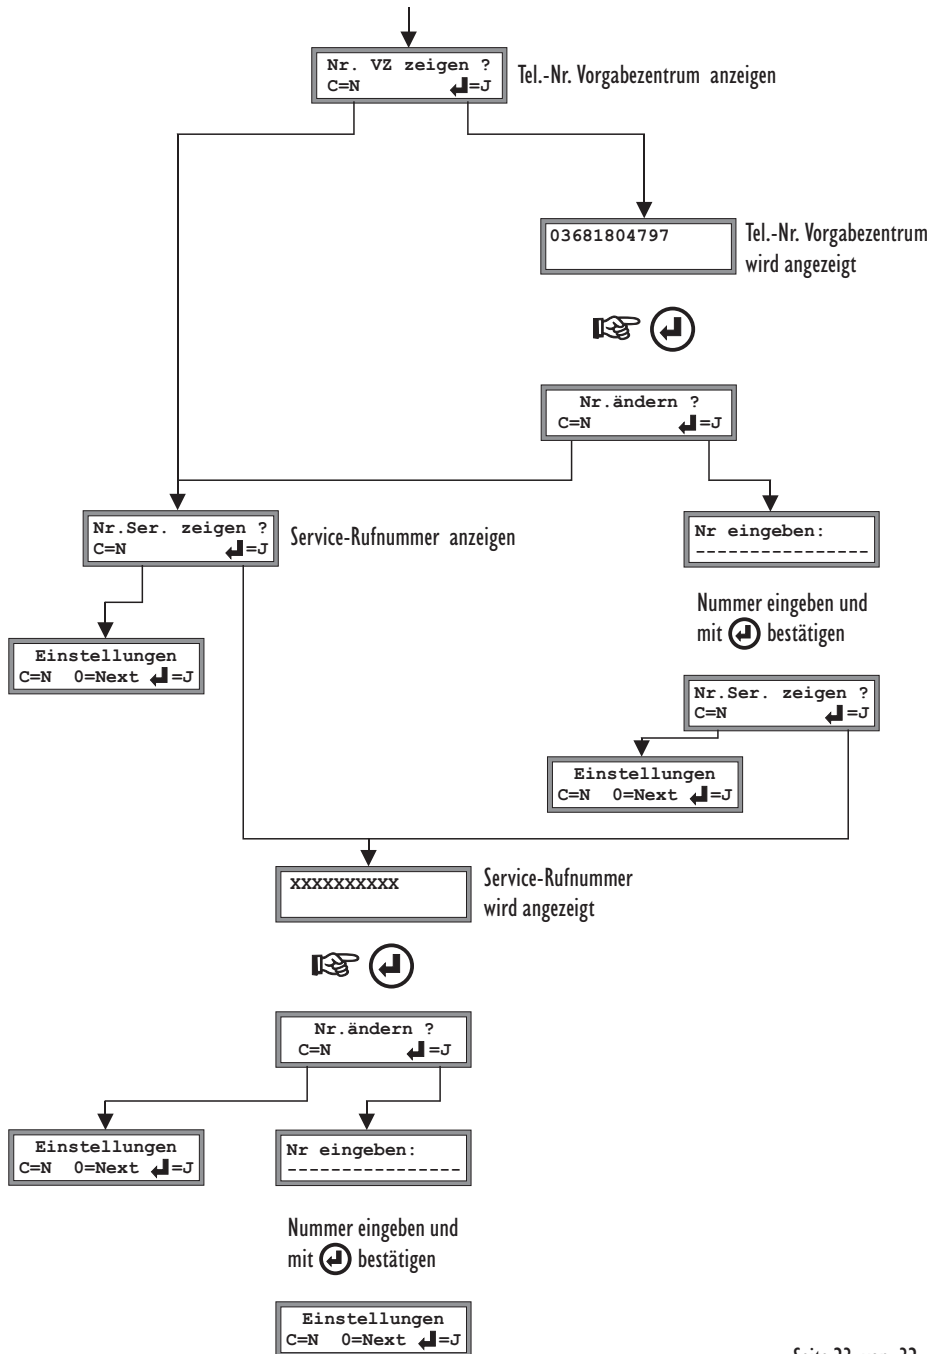 Nr. VZ zeigen ?
C=N ↵=J
Tel.-Nr. Vorgabezentrum anzeigen
03681804797
Tel.-Nr. Vorgabezentrum
wird angezeigt
Nr.ändern ?
C=N ↵=J
Nr.Ser. zeigen ?
C=N ↵=J
Service-Rufnummer anzeigen
Nr eingeben:
----------------
Nummer eingeben und
mit ↵ bestätigen
Einstellungen
C=N 0=Next ↵=J
Nr.Ser. zeigen ?
C=N ↵=J
Einstellungen
C=N 0=Next ↵=J
XXXXXXXXXX
Service-Rufnummer
wird angezeigt
Nr.ändern ?
C=N ↵=J
Einstellungen
C=N 0=Next ↵=J
Nr eingeben:
----------------
Nummer eingeben und
mit ↵ bestätigen
Einstellungen
C=N 0=Next ↵=J